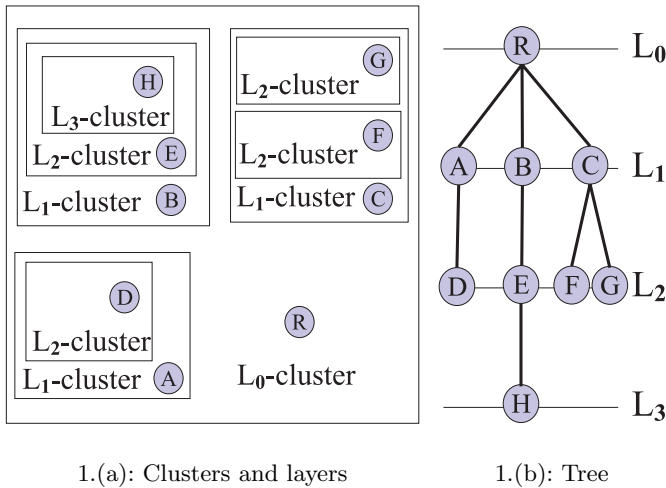 H
L3-cluster
L2-cluster E
L1-cluster B
G
L2-cluster
F
L2-cluster
L1-cluster C
D
L2-cluster
L1-cluster A
R
L0-cluster
R L0
A B C L1
D E F G L2
H L3
1.(a): Clusters and layers
1.(b): Tree